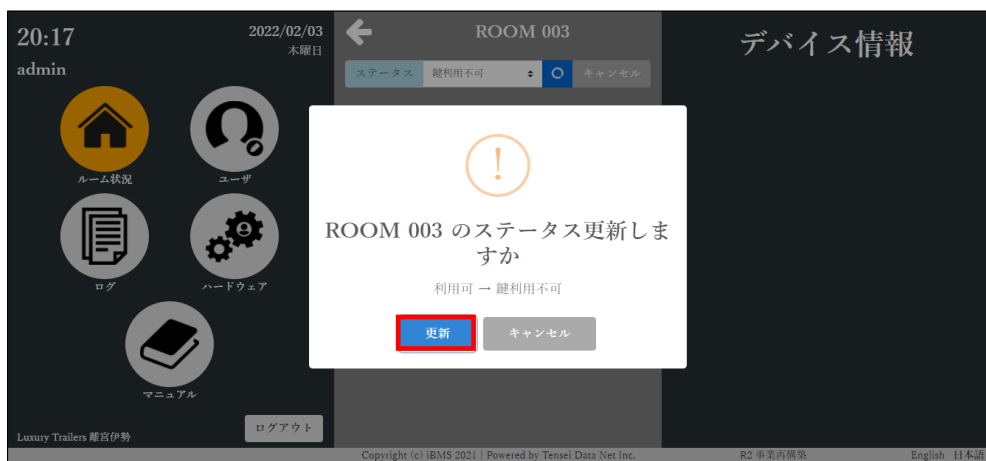 20:17
2022/02/03
木曜日
admin
ルーム状況
ユーザ
ログ
ハードウェア
マニュアル
Luxury Trailers 離宮伊勢
ログアウト
ROOM 003
ステータス 鍵利用不可 キャンセル
!
ROOM 003 のステータス更新しま
すか
利用可 → 鍵利用不可
更新 キャンセル
デバイス情報
Copyright (c) iBMS 2021 | Powered by Tensei Data Net Inc.
R2 事業再構築
English 日本語